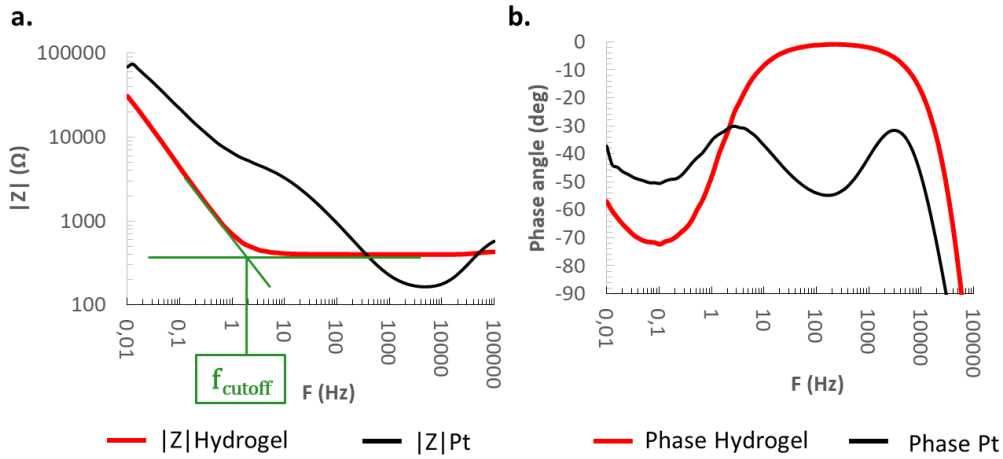 a.
|Z| (Ω)
100000
10000
1000
100
0,01
0,1
1
10
100
1000
10000
100000
F (Hz)
f_cutoff
|Z|Hydrogel
|Z|Pt
b.
Phase angle (deg)
0
-10
-20
-30
-40
-50
-60
-70
-80
-90
0,01
0,1
1
10
100
1000
10000
100000
F (Hz)
Phase Hydrogel
Phase Pt